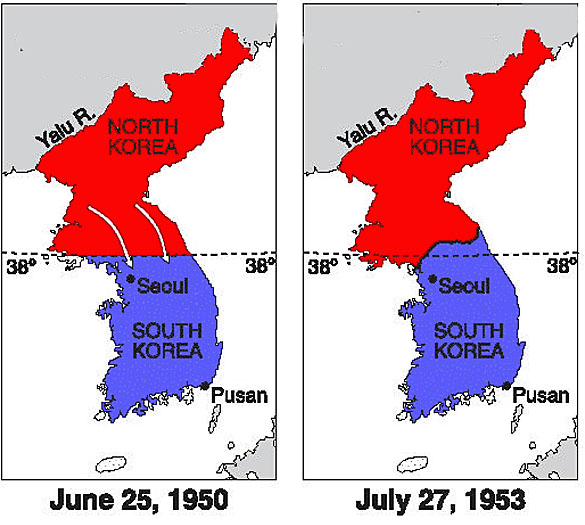 Yalu R.
NORTH
KOREA
38°
38°
Seoul
SOUTH
KOREA
Pusan
June 25, 1950
Yalu R.
NORTH
KOREA
38°
38°
Seoul
SOUTH
KOREA
Pusan
July 27, 1953